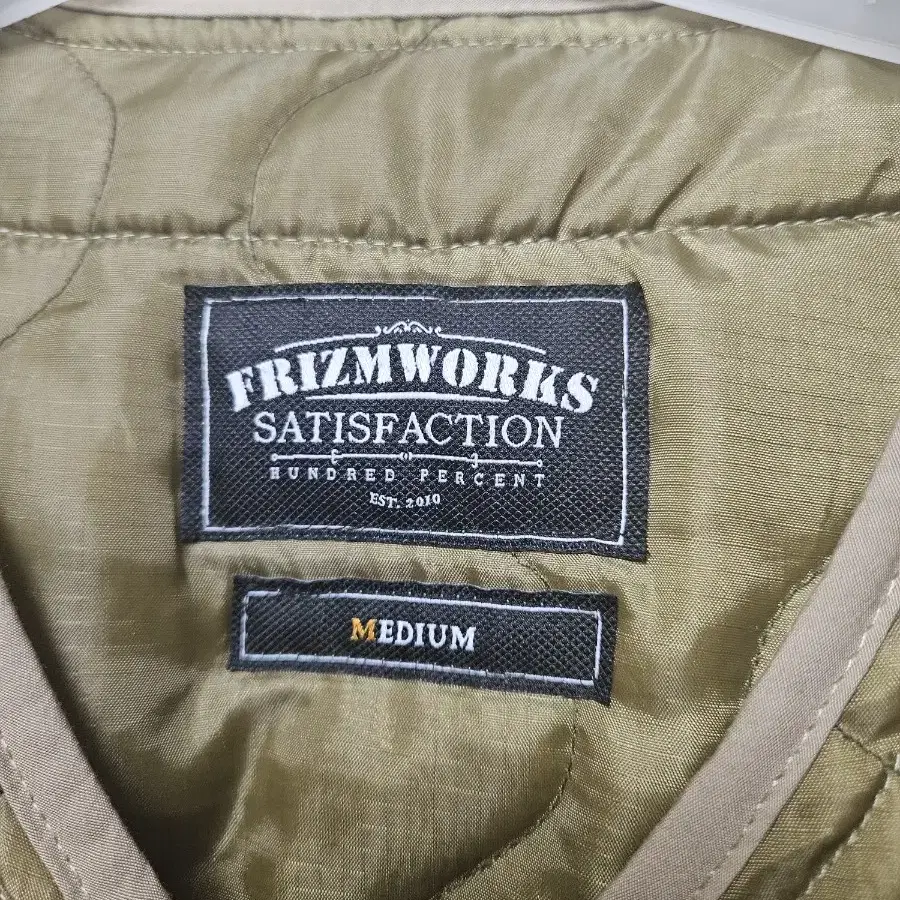 FRIZMWORKS
SATISFACTION
HUNDRED PERCENT
EST. 2010
MEDIUM